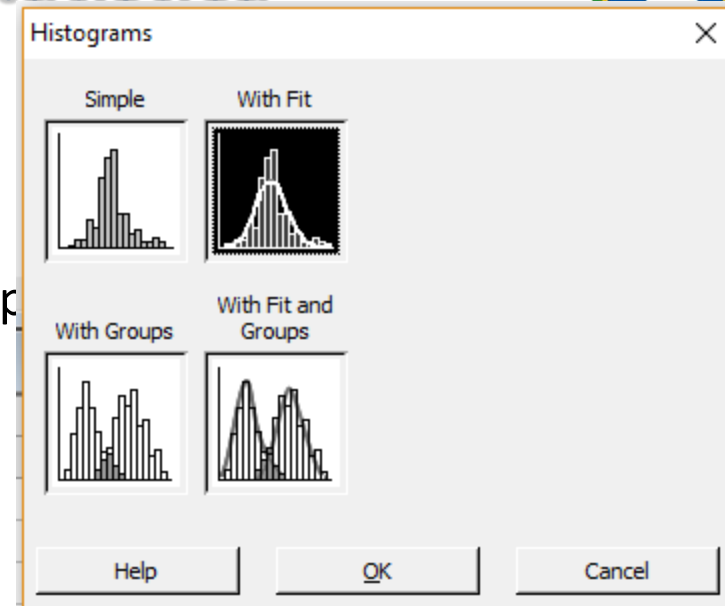 Histograms
Simple
With Fit
With Groups
With Fit and
Groups
Help
OK
Cancel